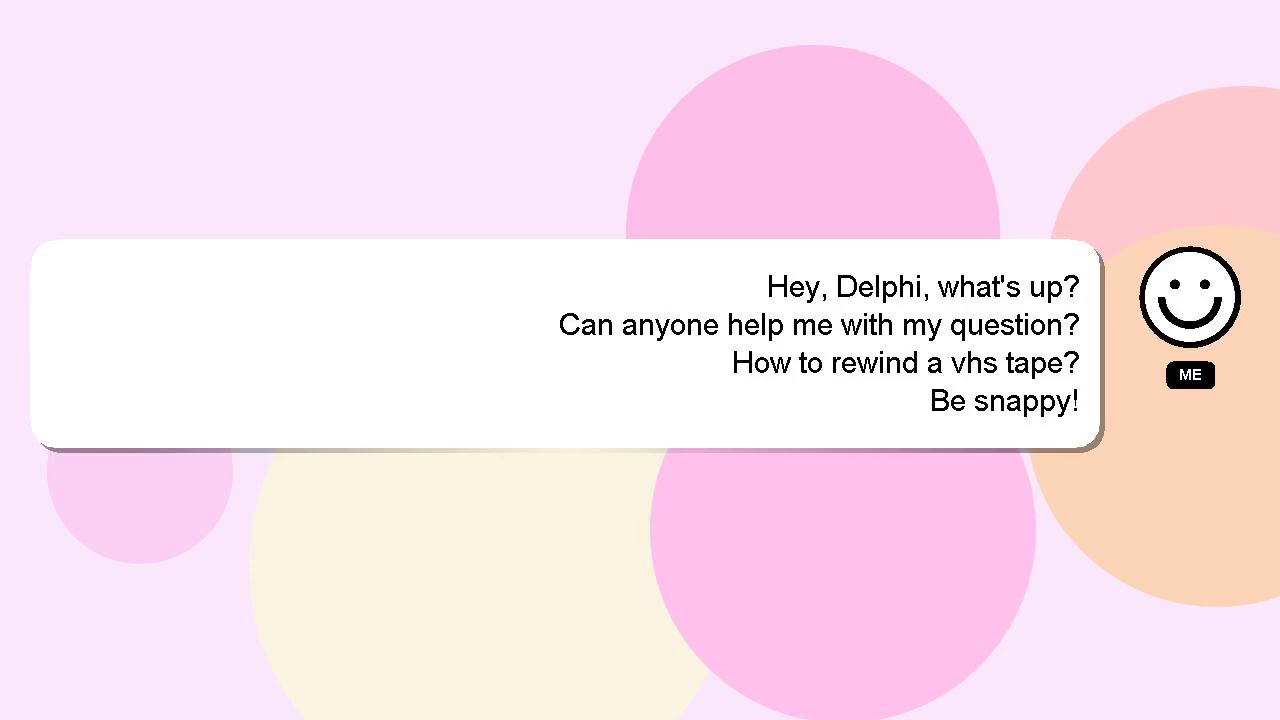 Hey, Delphi, what's up?
Can anyone help me with my question?
How to rewind a vhs tape?
Be snappy!
ME